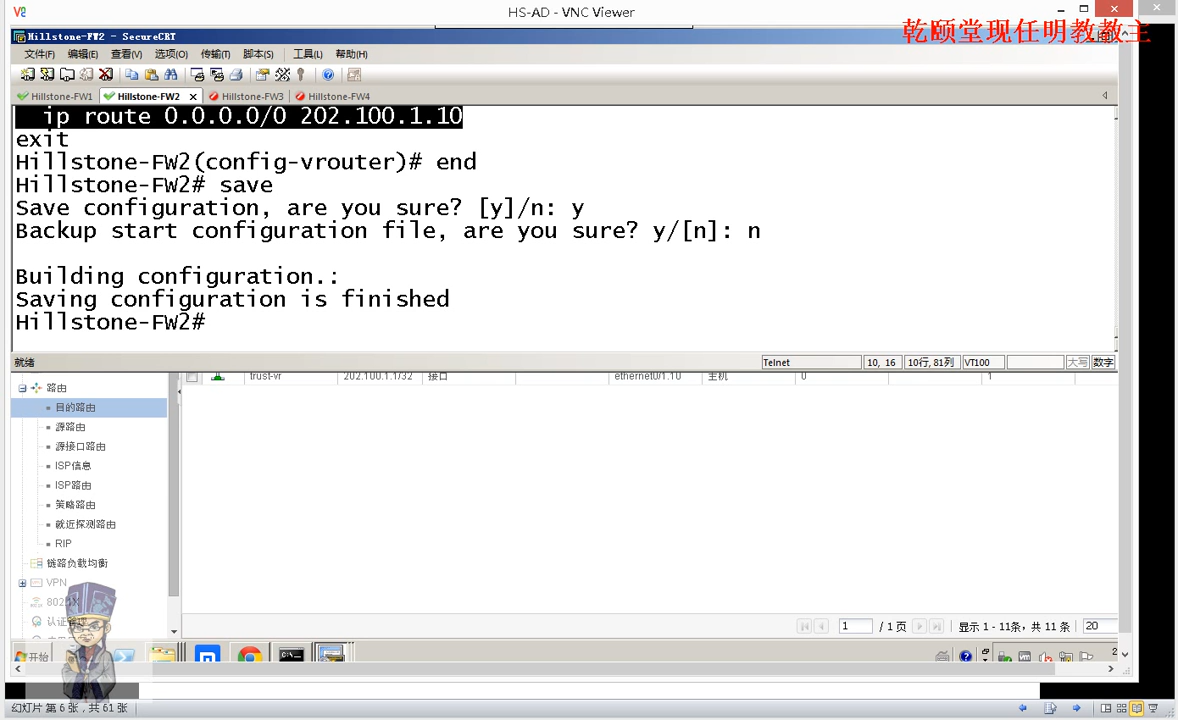 HS-AD - VNC Viewer
乾颐堂现任明教教主
Hillstone-FW2 - SecureCRT
文件(F) 编辑(E) 查看(V) 选项(O) 传输(T) 脚本(S) 工具(L) 帮助(H)
Hillstone-FW1 Hillstone-FW2 Hillstone-FW3 Hillstone-FW4
ip route 0.0.0.0/0 202.100.1.10
exit
Hillstone-FW2(config-vrouter)# end
Hillstone-FW2# save
Save configuration, are you sure? [y]/n: y
Backup start configuration file, are you sure? y/[n]: n
Building configuration.:
Saving configuration is finished
Hillstone-FW2#
就绪 Telnet 10, 16 10行, 81列 VT100 大写 数字
trust-vr 202.100.1.1/32 接口 ethernet0/1.10 主机 0 1
路由
目的路由
源路由
源接口路由
ISP信息
ISP路由
策略路由
就近探测路由
RIP
链路负载均衡
VPN
802.1X
1 / 1 页 显示 1 - 11条，共 11 条 20
开始
幻灯片 第 6 张，共 61 张